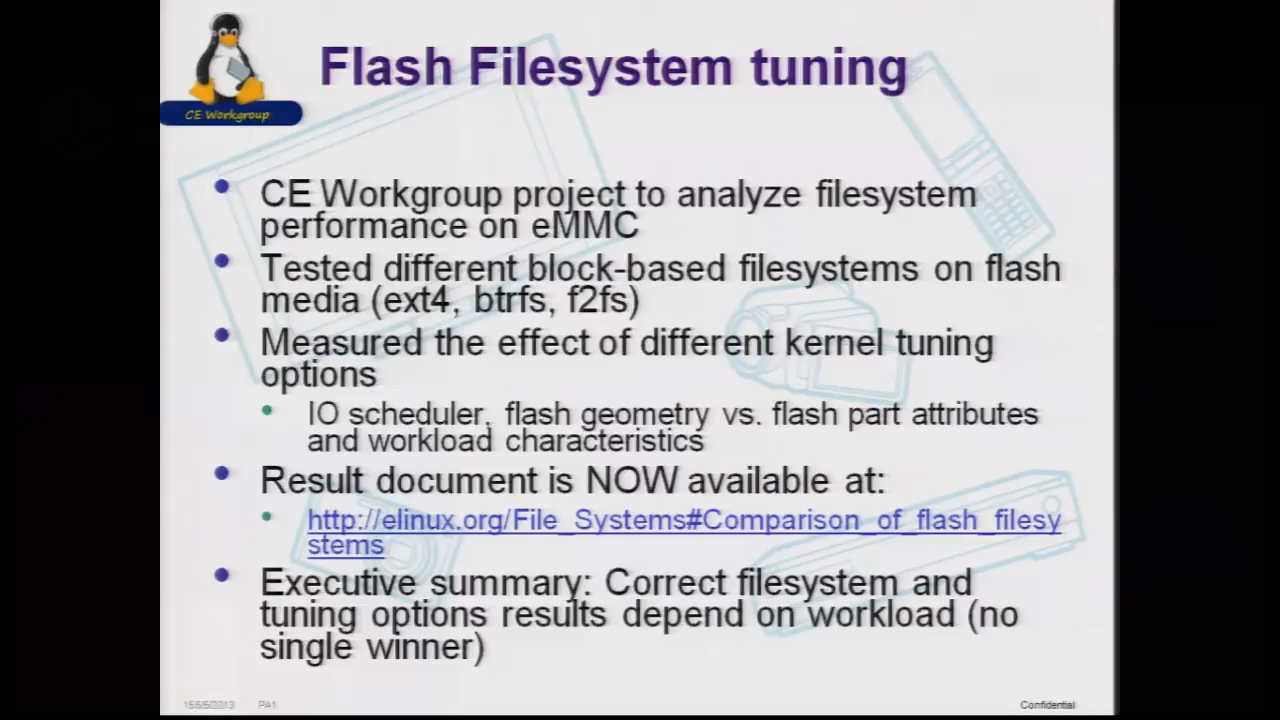 Flash Filesystem tuning
CE Workgroup
CE Workgroup project to analyze filesystem
performance on eMMC
Tested different block-based filesystems on flash
media (ext4, btrfs, f2fs)
Measured the effect of different kernel tuning
options
IO scheduler, flash geometry vs. flash part attributes
and workload characteristics
Result document is NOW available at:
http://elinux.org/File_Systems#Comparison_of_flash_filesy
stems
Executive summary: Correct filesystem and
tuning options results depend on workload (no
single winner)
PA1
Confidential